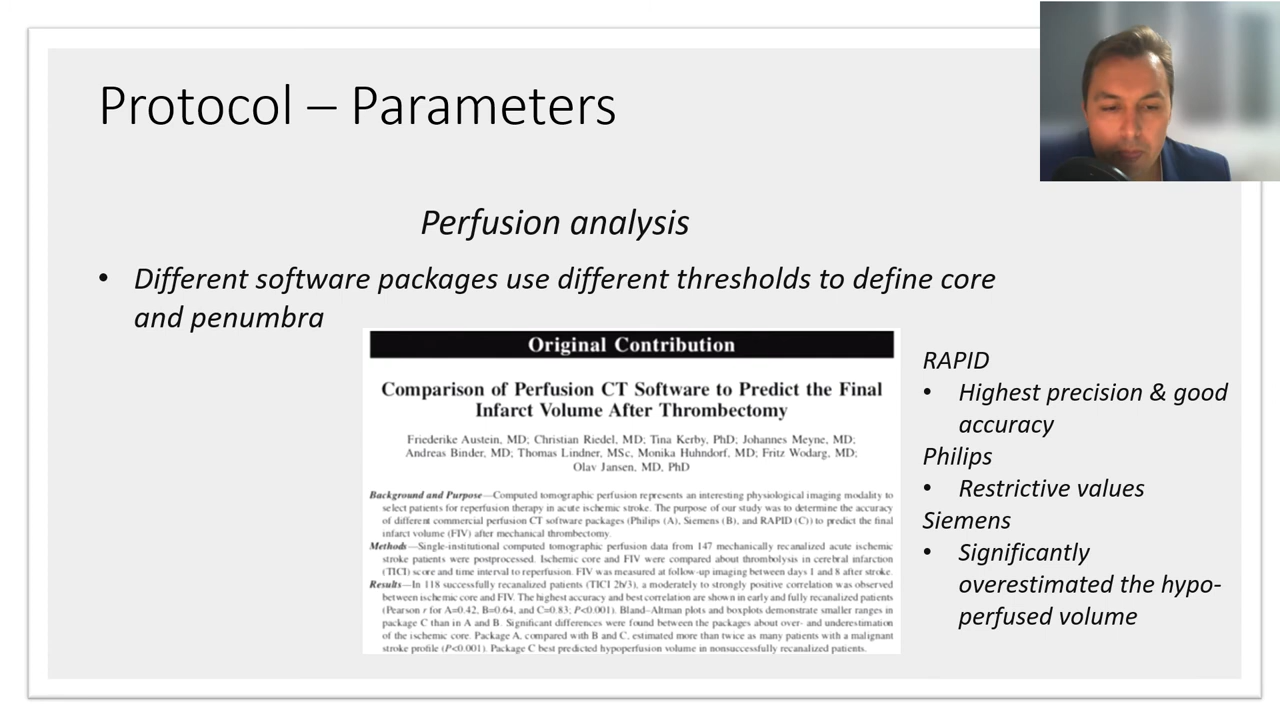 Protocol – Parameters
Perfusion analysis
• Different software packages use different thresholds to define core
and penumbra
Original Contribution
Comparison of Perfusion CT Software to Predict the Final
Infarct Volume After Thrombectomy
Friederike Austein, MD; Christian Riedel, MD; Tina Kerby, PhD; Johannes Meyne, MD;
Andreas Binder, MD; Thomas Lindner, MSc, Monika Huhndorf, MD; Fritz Wodarg, MD;
Olav Jansen, MD, PhD
Background and Purpose—Computed tomographic perfusion represents an interesting physiological imaging modality to
select patients for reperfusion therapy in acute ischemic stroke. The purpose of our study was to determine the accuracy
of different commercial perfusion CT software packages (Philips (A), Siemens (B), and RAPID (C)) to predict the final
infarct volume (FIV) after mechanical thrombectomy.
Methods—Single-institutional computed tomographic perfusion data from 147 mechanically recanalized acute ischemic
stroke patients were postprocessed. Ischemic core and FIV were compared about thrombolysis in cerebral infarction
(TICI) score and time interval to reperfusion. FIV was measured at follow-up imaging between days 1 and 8 after stroke.
Results—In 118 successfully recanalized patients (TICI 2b/3), a moderately to strongly positive correlation was observed
between ischemic core and FIV. The highest accuracy and best correlation are shown in early and fully recanalized patients
(Pearson r for A=0.42, B=0.64, and C=0.83; P<0.001). Bland–Altman plots and boxplots demonstrate smaller ranges in
package C than in A and B. Significant differences were found between the packages about over- and underestimation
of the ischemic core. Package A, compared with B and C, estimated more than twice as many patients with a malignant
stroke profile (P<0.001). Package C best predicted hypoperfusion volume in nonsuccessfully recanalized patients.
RAPID
• Highest precision & good
accuracy
Philips
• Restrictive values
Siemens
• Significantly
overestimated the hypo-
perfused volume